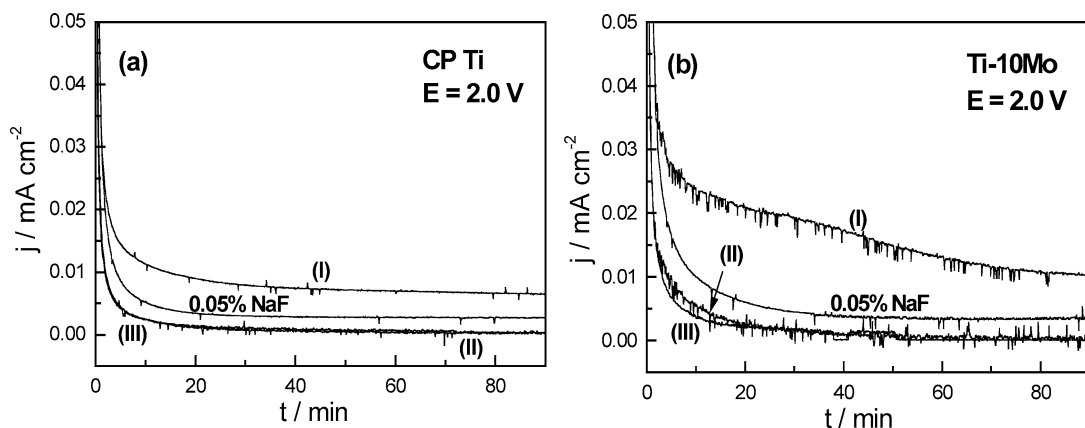 (a)
CP Ti
E = 2.0 V
j / mA cm-2
0.05
0.04
0.03
0.02
0.01
0.00
(I)
0.05% NaF
(III)
(II)
0 20 40 60 80
t / min
(b)
Ti-10Mo
E = 2.0 V
j / mA cm-2
0.05
0.04
0.03
0.02
0.01
0.00
(I)
(II)
0.05% NaF
(III)
0 20 40 60 80
t / min